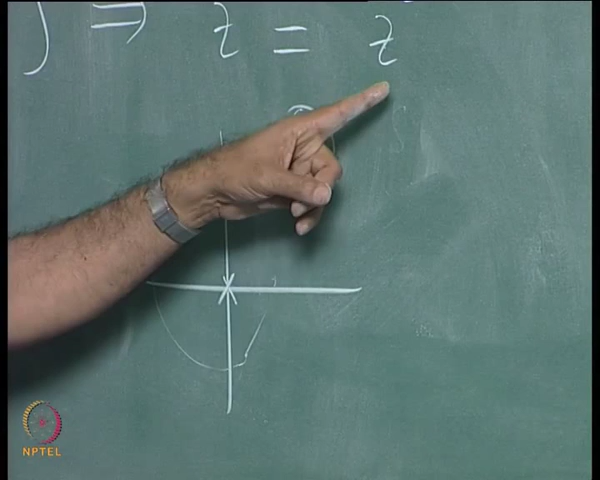 } ⇒ z = z
NPTEL